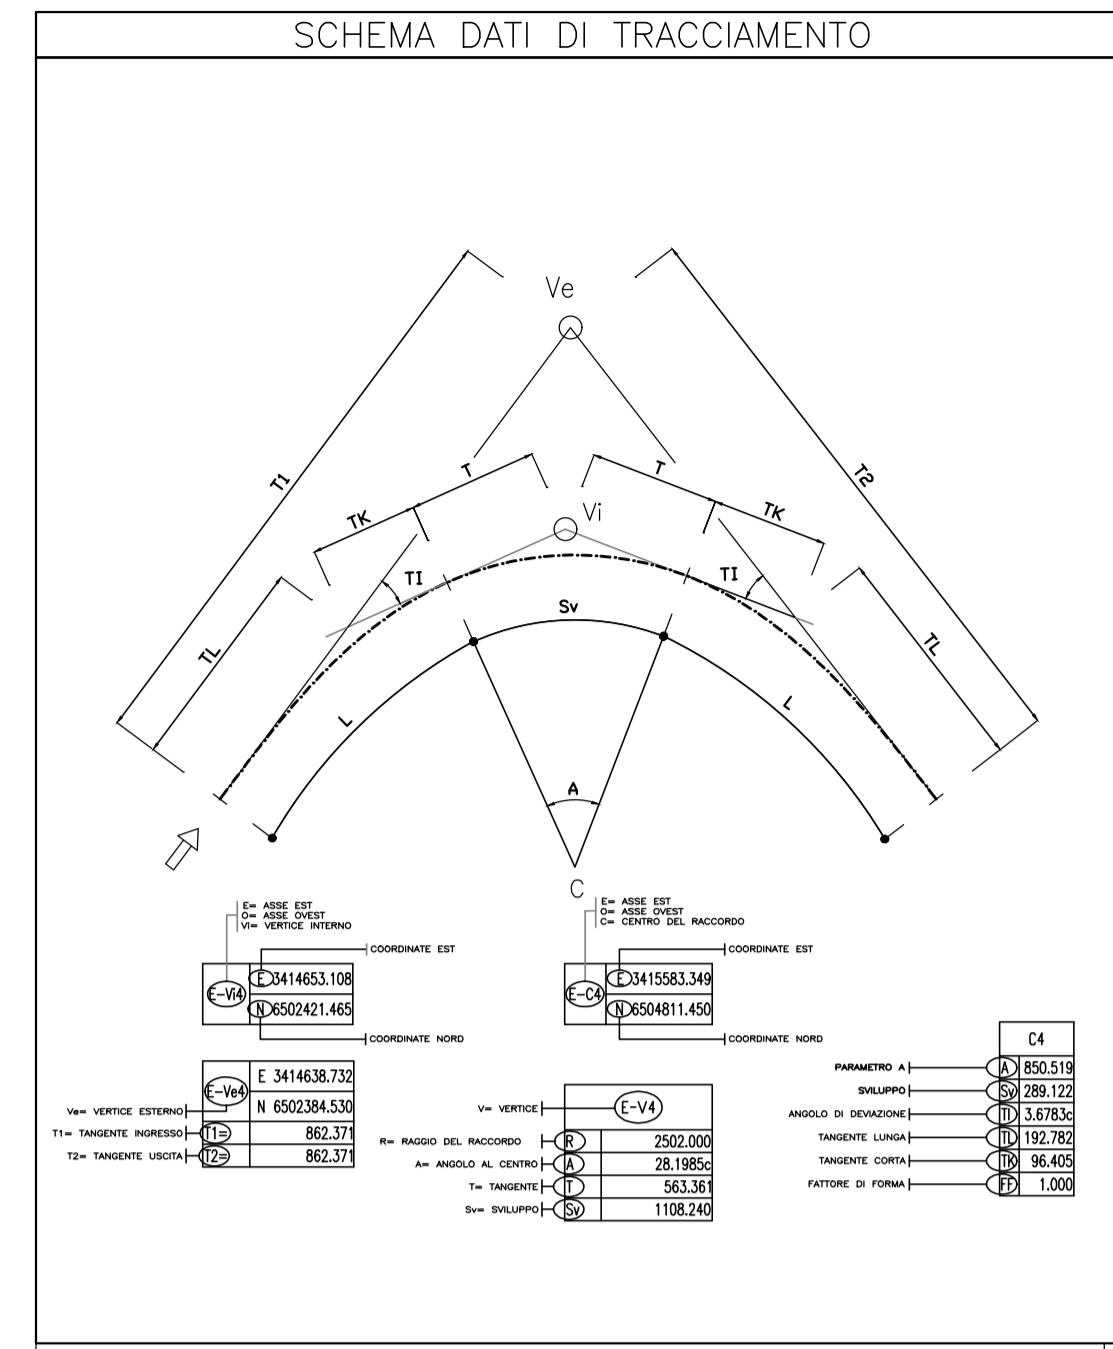 SCHEMA DATI DI TRACCIAMENTO
Ve
T1
T2
T
T
TK
TK
Vi
TI
TI
TL
TL
Sv
L
L
A
C
E= ASSE EST
O= ASSE OVEST
Vi= VERTICE INTERNO
COORDINATE EST
E-Vi4
E 3414653.108
N 6502421.465
COORDINATE NORD
E= ASSE EST
O= ASSE OVEST
C= CENTRO DEL RACCORDO
COORDINATE EST
E-C4
E 3415583.349
N 6504811.450
COORDINATE NORD
E-Ve4
E 3414638.732
N 6502384.530
Ve= VERTICE ESTERNO
T1= TANGENTE INGRESSO T1= 862.371
T2= TANGENTE USCITA T2= 862.371
V= VERTICE E-V4
R= RAGGIO DEL RACCORDO R 2502.000
A= ANGOLO AL CENTRO A 28.1985c
T= TANGENTE T 563.361
Sv= SVILUPPO Sv 1108.240
C4
PARAMETRO A A 850.519
SVILUPPO Sv 289.122
ANGOLO DI DEVIAZIONE TI 3.6783c
TANGENTE LUNGA TL 192.782
TANGENTE CORTA TK 96.405
FATTORE DI FORMA FF 1.000